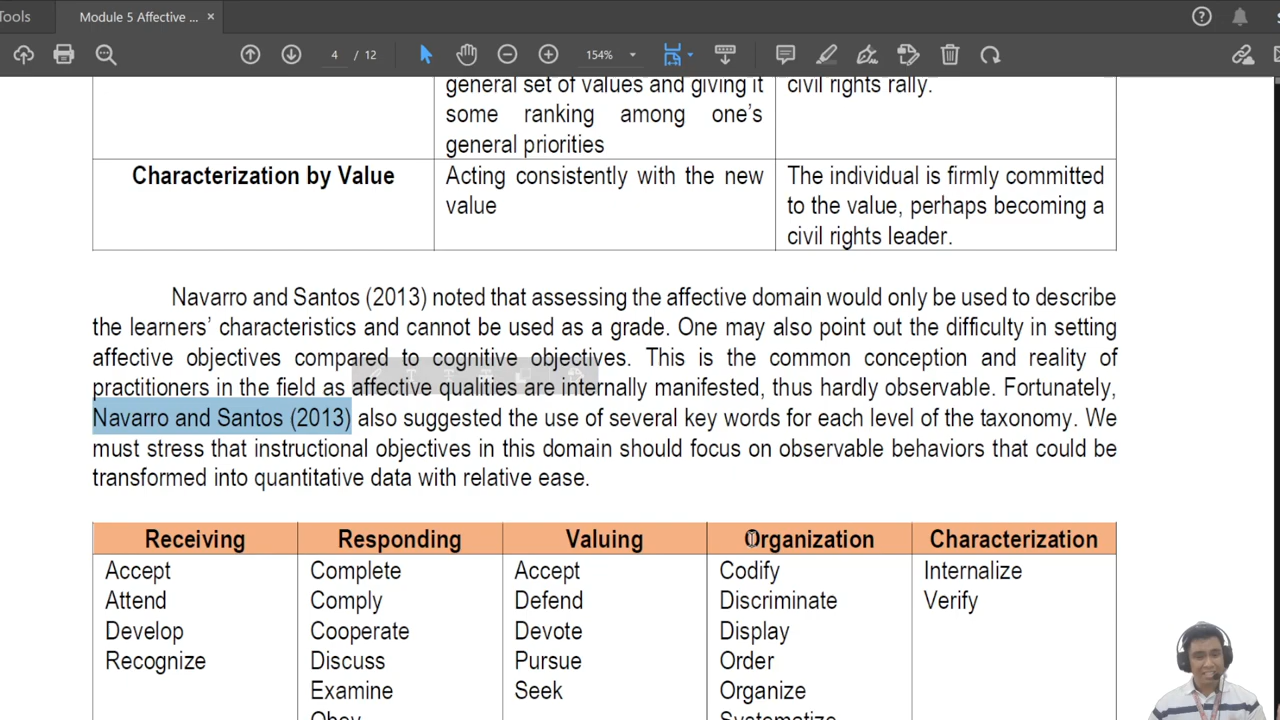 Tools
Module 5 Affective ... ×
4 / 12
154%
general set of values and giving it some ranking among one's general priorities
civil rights rally.
Characterization by Value
Acting consistently with the new value
The individual is firmly committed to the value, perhaps becoming a civil rights leader.
Navarro and Santos (2013) noted that assessing the affective domain would only be used to describe
the learners' characteristics and cannot be used as a grade. One may also point out the difficulty in setting
affective objectives compared to cognitive objectives. This is the common conception and reality of
practitioners in the field as affective qualities are internally manifested, thus hardly observable. Fortunately,
Navarro and Santos (2013) also suggested the use of several key words for each level of the taxonomy. We
must stress that instructional objectives in this domain should focus on observable behaviors that could be
transformed into quantitative data with relative ease.
Receiving Responding Valuing Organization Characterization
Accept Complete Accept Codify Internalize
Attend Comply Defend Discriminate Verify
Develop Cooperate Devote Display
Recognize Discuss Pursue Order
Examine Seek Organize
Obey Systematize